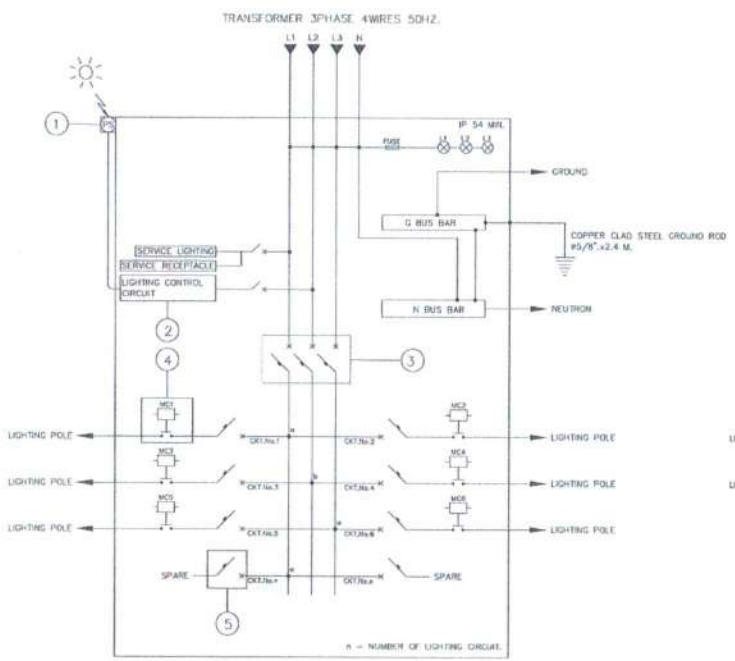 TRANSFORMER 3PHASE 4WIRES 50HZ.
L1 L2 L3 N
1
PS
IP 54 MIN.
FUSE
L1 L2 L3
GROUND
G BUS BAR
COPPER CLAD STEEL GROUND ROD
ø5/8".x2.4 M.
SERVICE LIGHTING
SERVICE RECEPTACLE
LIGHTING CONTROL
CIRCUIT
N BUS BAR
NEUTRON
2
3
4
MC1
MC2
LIGHTING POLE
CKT.No.1
CKT.No.2
LIGHTING POLE
MC3
MC4
LIGHTING POLE
CKT.No.3
CKT.No.4
LIGHTING POLE
MC5
MC6
LIGHTING POLE
CKT.No.5
CKT.No.6
LIGHTING POLE
SPARE
CKT.No.n
CKT.No.n
SPARE
5
n = NUMBER OF LIGHTING CIRCUIT.